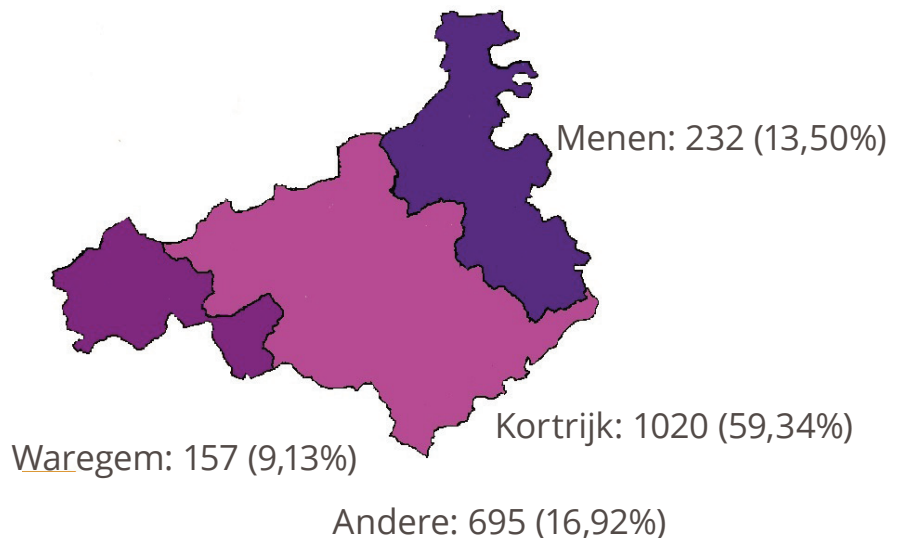 Menen: 232 (13,50%)
Kortrijk: 1020 (59,34%)
Waregem: 157 (9,13%)
Andere: 695 (16,92%)